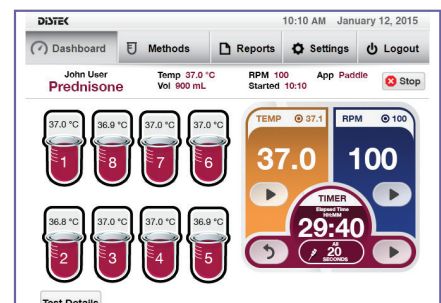 DiSTEK
10:10 AM January 12, 2015
Dashboard Methods Reports Settings Logout
John User
Prednisone
Temp 37.0 °C
Vol 900 mL
RPM 100
Started 10:10
App Paddle
Stop
37.0 °C 36.9 °C 37.0 °C 37.0 °C
1 8 7 6
36.8 °C 37.0 °C 37.0 °C 36.9 °C
2 3 4 5
TEMP 37.1 RPM 100
37.0 100
TIMER
Elapsed Time
HH:MM
29:40
All
20
SECONDS
Test Details